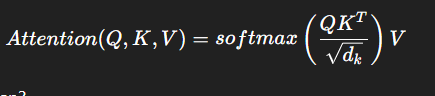 Attention(Q, K, V) = softmax(QK^T / √d_k)V